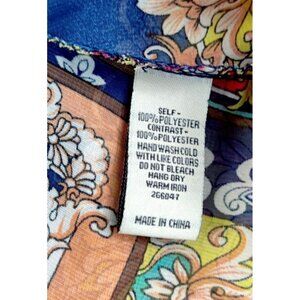 SELF -
100% POLYESTER
CONTRAST -
100% POLYESTER
HAND WASH COLD
WITH LIKE COLORS
DO NOT BLEACH
HANG DRY
WARM IRON
266847
MADE IN CHINA